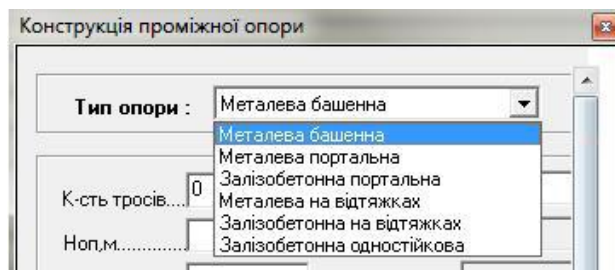 Конструкція проміжної опори
Тип опори : Металева башенна
Металева башенна
Металева портальна
Залізобетонна портальна
Металева на відтяжках
Залізобетонна на відтяжках
Залізобетонна одностійкова
К-сть тросів.... 0
Ноп,м.............